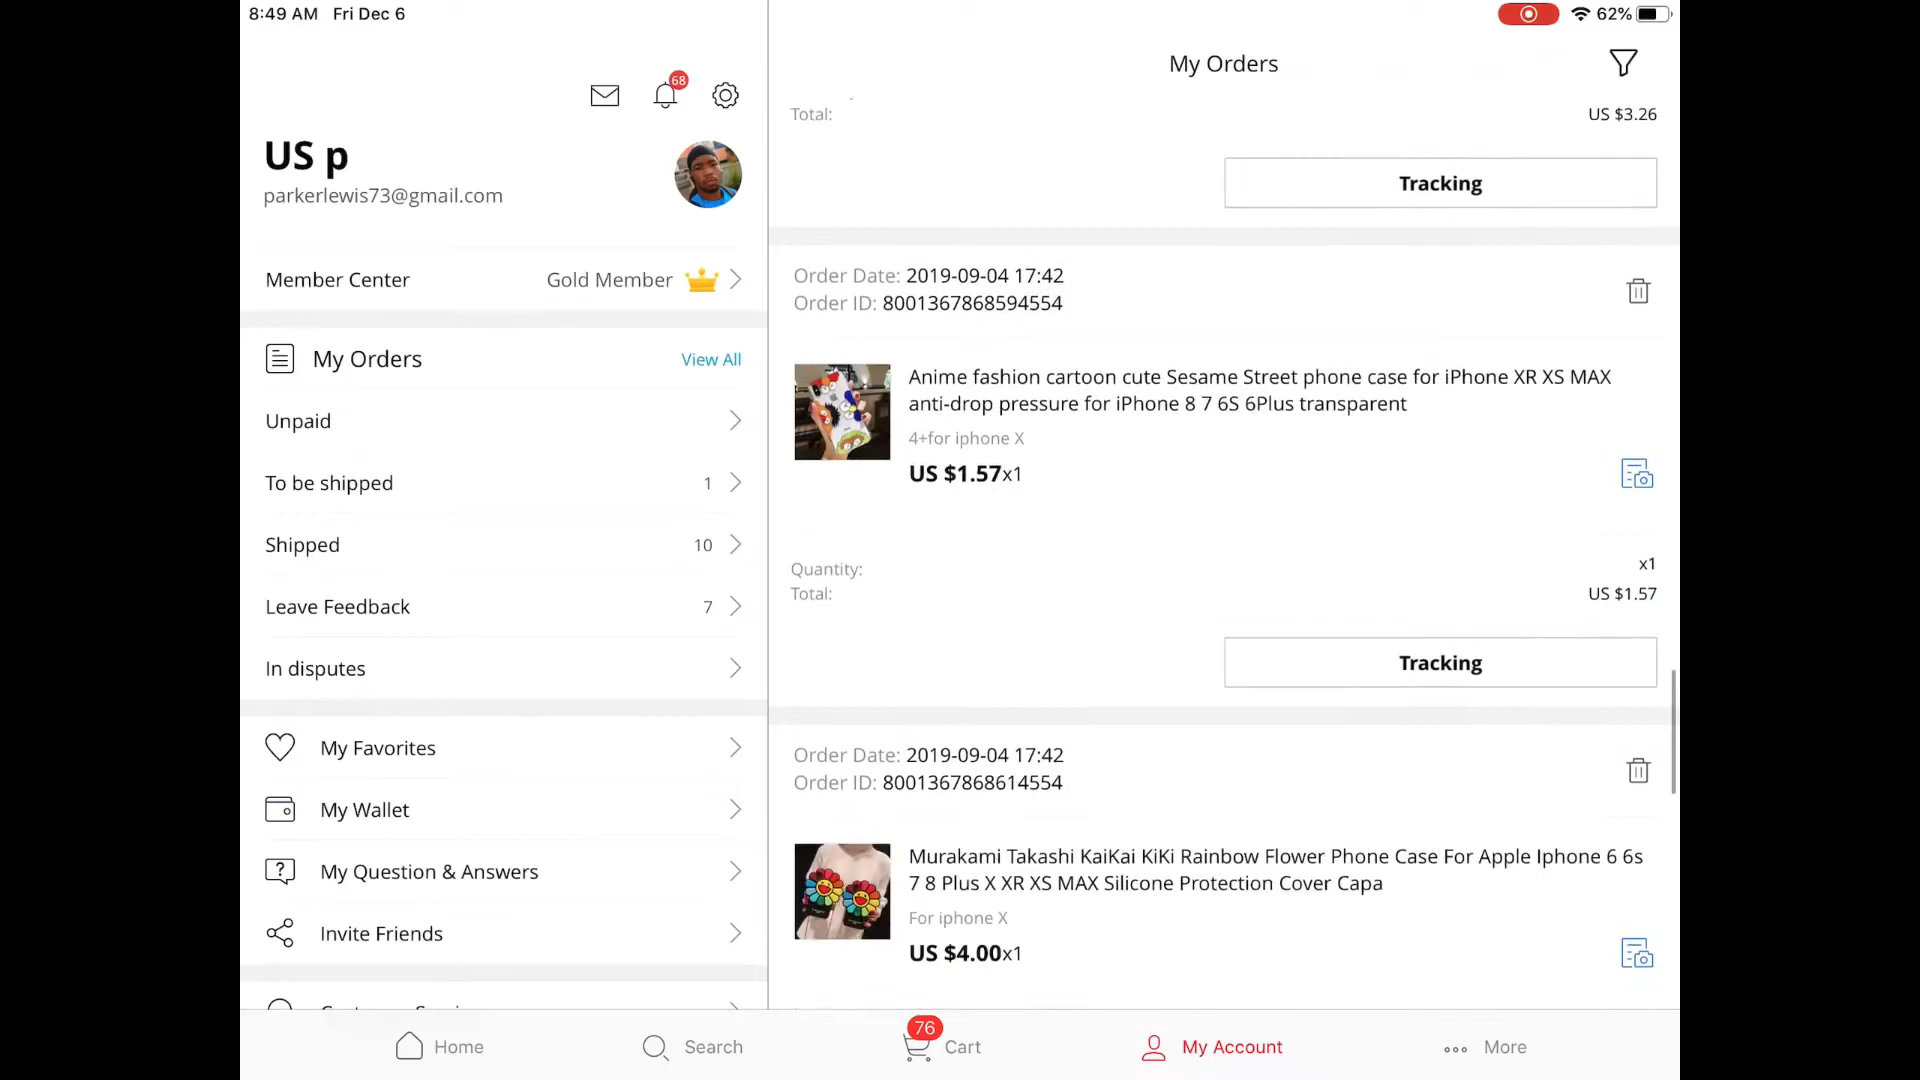 8:49 AM Fri Dec 6
62%
68
US p
parkerlewis73@gmail.com
Member Center Gold Member
My Orders View All
Unpaid
To be shipped 1
Shipped 10
Leave Feedback 7
In disputes
My Favorites
My Wallet
My Question & Answers
Invite Friends
My Orders
Total: US $3.26
Tracking
Order Date: 2019-09-04 17:42
Order ID: 8001367868594554
Anime fashion cartoon cute Sesame Street phone case for iPhone XR XS MAX
anti-drop pressure for iPhone 8 7 6S 6Plus transparent
4+for iphone X
US $1.57x1
Quantity: x1
Total: US $1.57
Tracking
Order Date: 2019-09-04 17:42
Order ID: 8001367868614554
Murakami Takashi KaiKai KiKi Rainbow Flower Phone Case For Apple Iphone 6 6s
7 8 Plus X XR XS MAX Silicone Protection Cover Capa
For iphone X
US $4.00x1
Home
Search
76
Cart
My Account
More